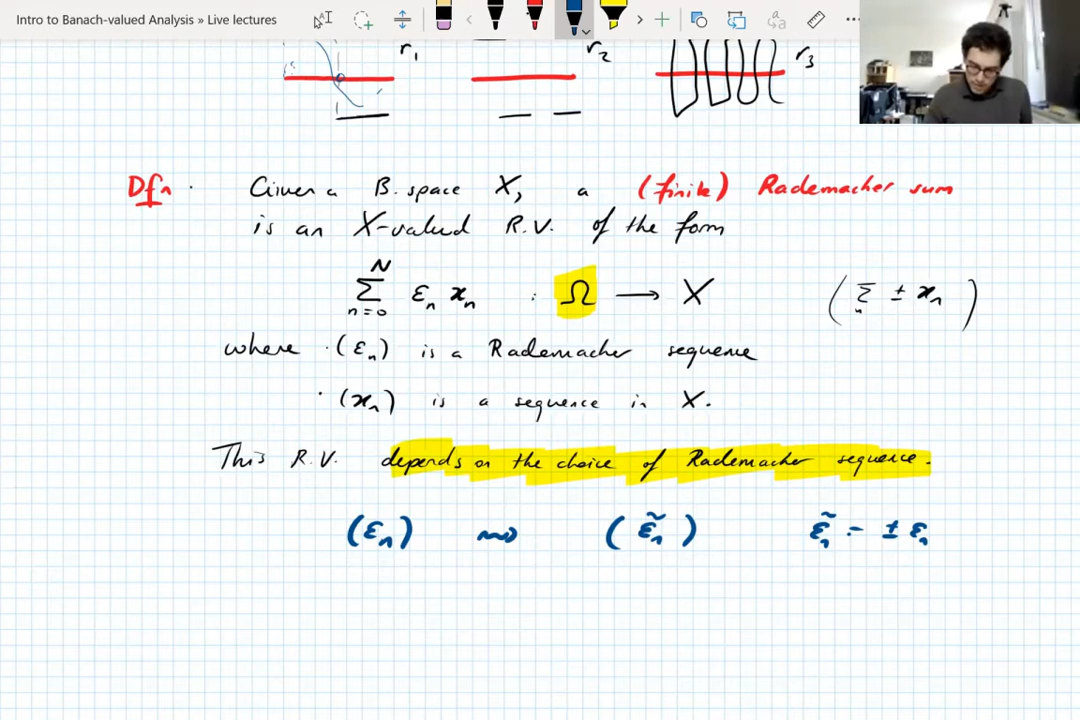 Intro to Banach-valued Analysis » Live lectures
r₁ r₂ r₃
Dfn. Given a B. space X, a (finite) Rademacher sum
is an X-valued R.V. of the form
N
Σ εₙ xₙ : Ω → X ( Σ ± xₙ )
n=0 n
where · (εₙ) is a Rademacher sequence
· (xₙ) is a sequence in X.
This R.V. depends on the choice of Rademacher sequence.
(εₙ) ⇝ (ε̃ₙ) ε̃ₙ = ± εₙ